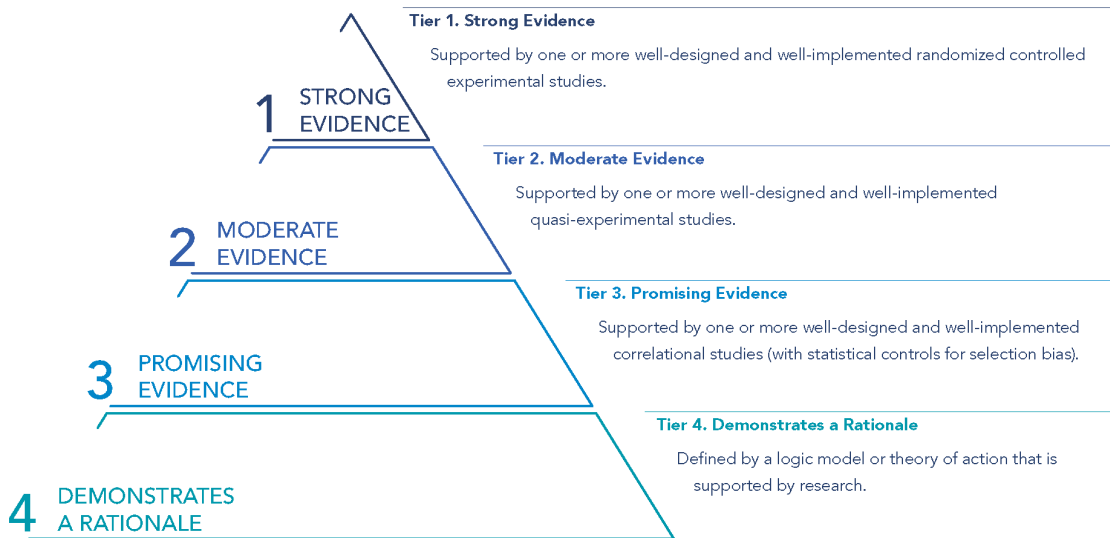 Tier 1. Strong Evidence
Supported by one or more well-designed and well-implemented randomized controlled
experimental studies.
1 STRONG
EVIDENCE
Tier 2. Moderate Evidence
Supported by one or more well-designed and well-implemented
quasi-experimental studies.
2 MODERATE
EVIDENCE
Tier 3. Promising Evidence
Supported by one or more well-designed and well-implemented
correlational studies (with statistical controls for selection bias).
3 PROMISING
EVIDENCE
Tier 4. Demonstrates a Rationale
Defined by a logic model or theory of action that is
supported by research.
4 DEMONSTRATES
A RATIONALE